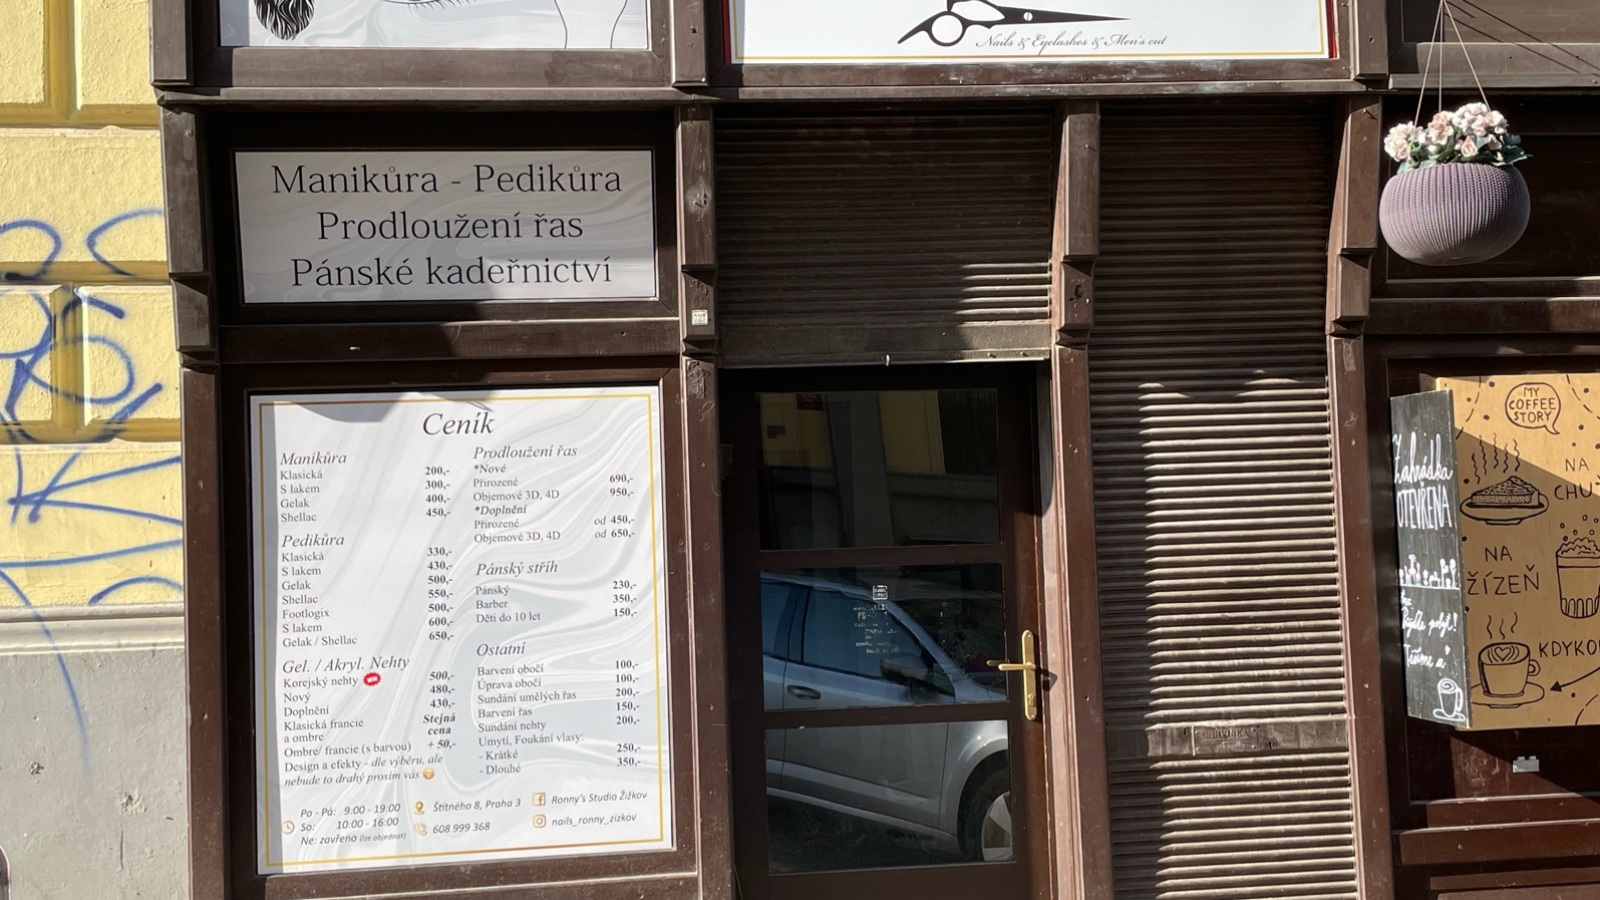 Nails & Eyelashes & Men's cut
Manikůra - Pedikůra
Prodloužení řas
Pánské kadeřnictví
Ceník
Manikůra
Klasická 200,-
S lakem 300,-
Gelak 400,-
Shellac 450,-
Pedikůra
Klasická 330,-
S lakem 430,-
Gelak 500,-
Shellac 550,-
Footlogix 500,-
S lakem 600,-
Gelak / Shellac 650,-
Gel. / Akryl. Nehty
Korejský nehty 500,-
Nový 480,-
Doplnění 430,-
Klasická francie Stejná
a ombre cena
Ombre/ francie (s barvou) + 50,-
Design a efekty - dle výběru, ale
nebude to drahý prosím vás
Prodloužení řas
*Nové
Přirozené 690,-
Objemové 3D, 4D 950,-
*Doplnění
Přirozené od 450,-
Objemové 3D, 4D od 650,-
Pánský střih
Pánský 230,-
Barber 350,-
Děti do 10 let 150,-
Ostatni
Barvení obočí 100,-
Úprava obočí 100,-
Sundání umělých řas 200,-
Barvení řas 150,-
Sundání nehty 200,-
Umytí, Foukání vlasy:
- Krátké 250,-
- Dlouhé 350,-
Po - Pá: 9:00 - 19:00
So: 10:00 - 16:00
Ne: zavřeno (lze objednat)
Štítného 8, Praha 3
608 999 368
Ronny's Studio Žižkov
nails_ronny_zizkov
Zahrádka
OTEVŘENA
MY
COFFEE
STORY
NA
CHU
NA
ŽÍZEŇ
KDYKO